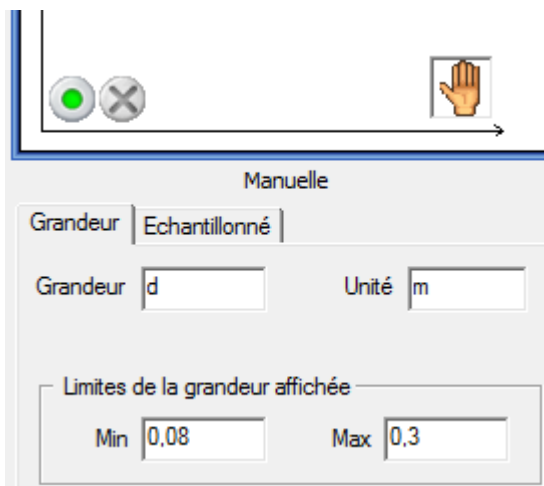 Manuelle
Grandeur Echantillonné
Grandeur d Unité m
Limites de la grandeur affichée
Min 0,08 Max 0,3